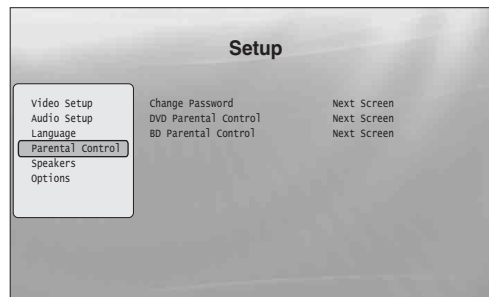 Setup
Video Setup Change Password Next Screen
Audio Setup DVD Parental Control Next Screen
Language BD Parental Control Next Screen
Parental Control
Speakers
Options